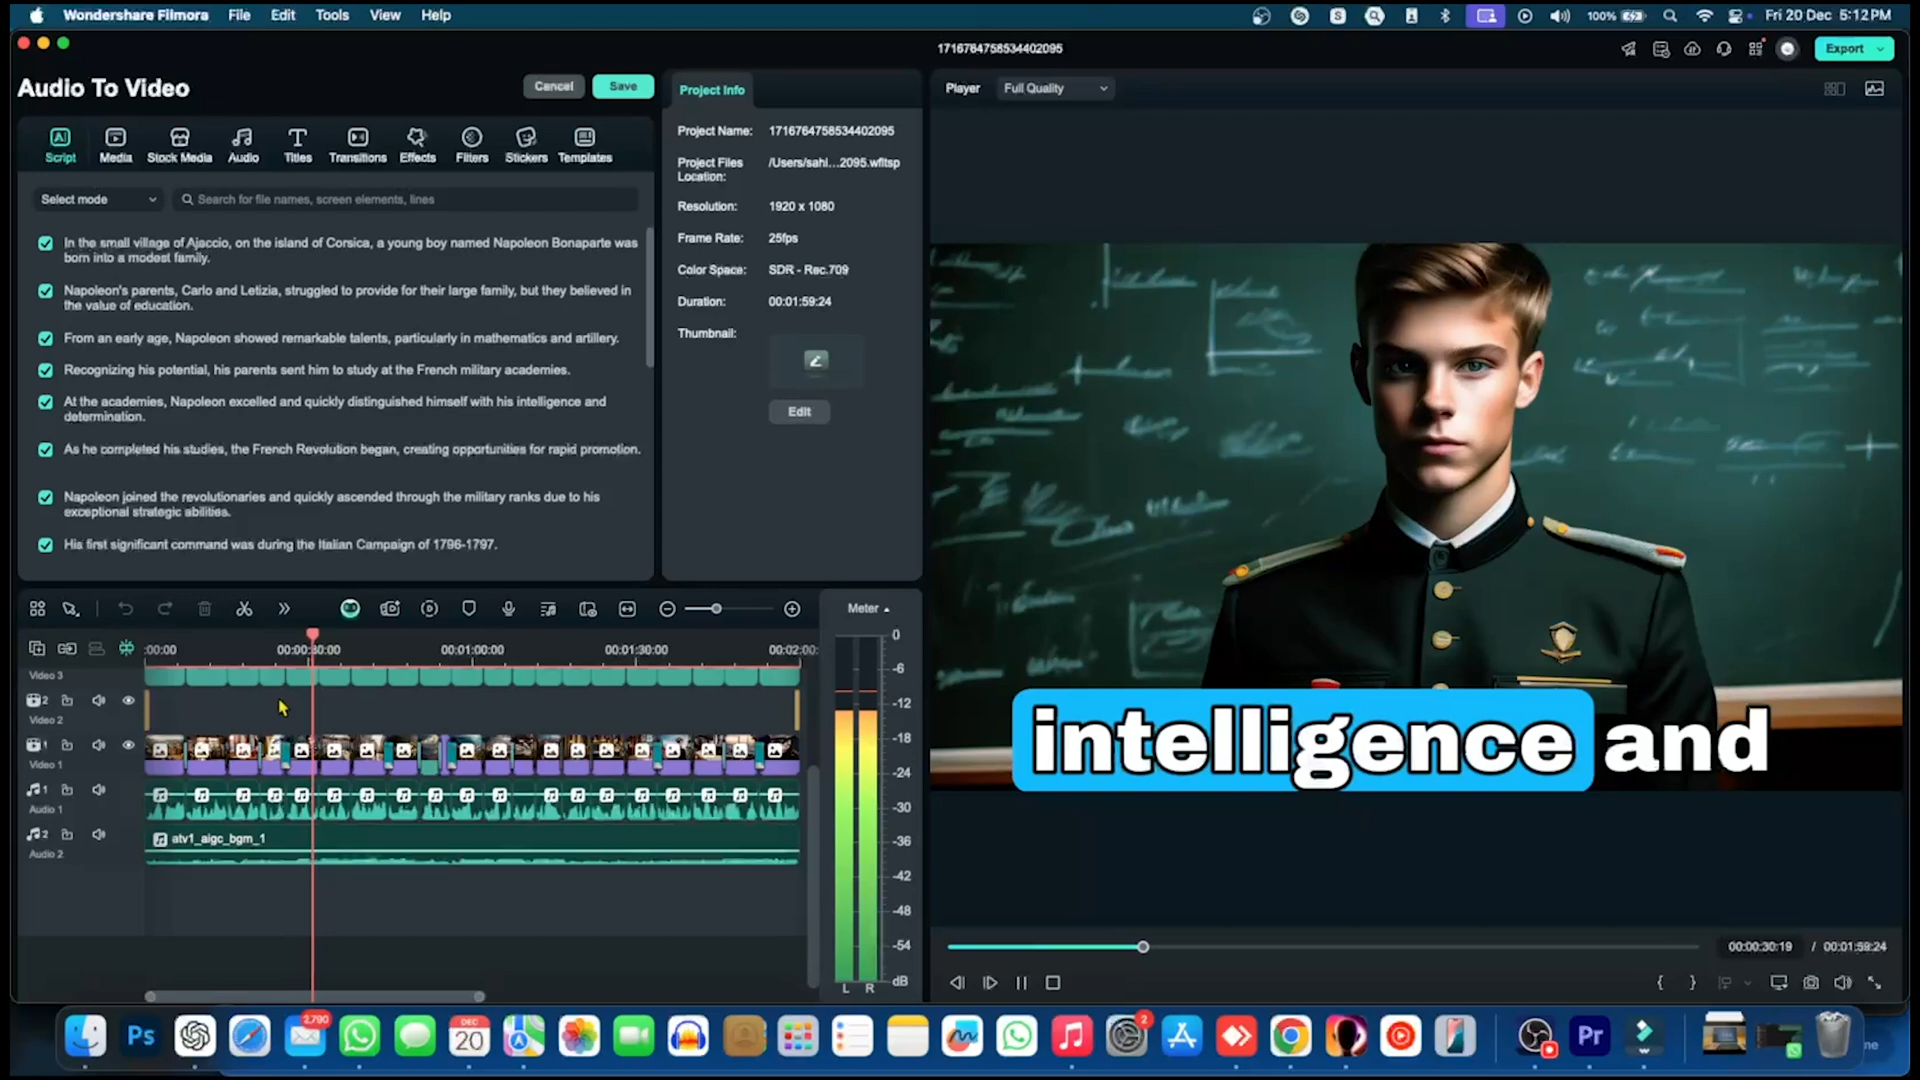 Wondershare Filmora File Edit Tools View Help
100% Fri 20 Dec 5:12 PM
1716764758534402095
Export
Audio To Video
Cancel
Save
Script
Media
Stock Media
Audio
Titles
Transitions
Effects
Filters
Stickers
Templates
Select mode
Search for file names, screen elements, lines
In the small village of Ajaccio, on the island of Corsica, a young boy named Napoleon Bonaparte was
born into a modest family.
Napoleon's parents, Carlo and Letizia, struggled to provide for their large family, but they believed in
the value of education.
From an early age, Napoleon showed remarkable talents, particularly in mathematics and artillery.
Recognizing his potential, his parents sent him to study at the French military academies.
At the academies, Napoleon excelled and quickly distinguished himself with his intelligence and
determination.
As he completed his studies, the French Revolution began, creating opportunities for rapid promotion.
Napoleon joined the revolutionaries and quickly ascended through the military ranks due to his
exceptional strategic abilities.
His first significant command was during the Italian Campaign of 1796-1797.
Project Info
Project Name: 1716764758534402095
Project Files /Users/sahi...2095.wfltsp
Location:
Resolution: 1920 x 1080
Frame Rate: 25fps
Color Space: SDR - Rec.709
Duration: 00:01:59:24
Thumbnail:
Edit
Player
Full Quality
intelligence and
00:00:30:19 / 00:01:59:24
Meter
:00:00 00:00:30:00 00:01:00:00 00:01:30:00 00:02:00:
Video 3
2
Video 2
1
Video 1
1
Audio 1
2
Audio 2
atv1_aigc_bgm_1
0
-6
-12
-18
-24
-30
-36
-42
-48
-54
dB
L R
Ps
2,790
DEC
20
2
Pr